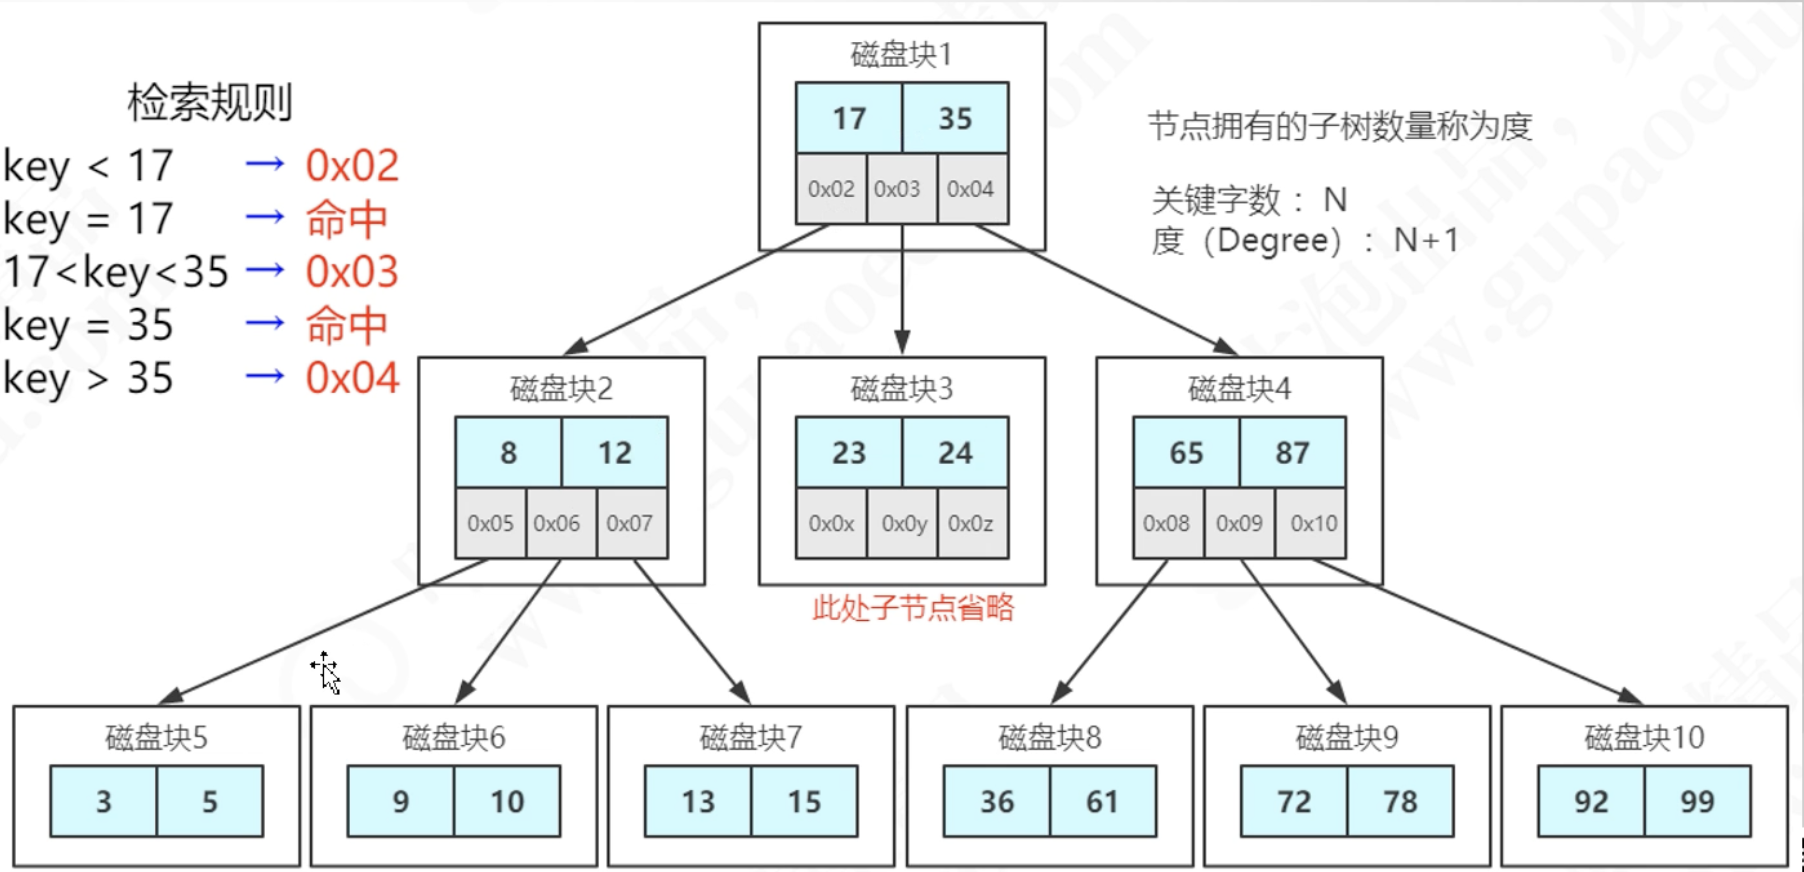 检索规则
key < 17 → 0x02
key = 17 → 命中
17<key<35 → 0x03
key = 35 → 命中
key > 35 → 0x04
磁盘块1
17 35
0x02 0x03 0x04
节点拥有的子树数量称为度
关键字数：N
度（Degree）：N+1
磁盘块2
8 12
0x05 0x06 0x07
磁盘块3
23 24
0x0x 0x0y 0x0z
此处子节点省略
磁盘块4
65 87
0x08 0x09 0x10
磁盘块5
3 5
磁盘块6
9 10
磁盘块7
13 15
磁盘块8
36 61
磁盘块9
72 78
磁盘块10
92 99